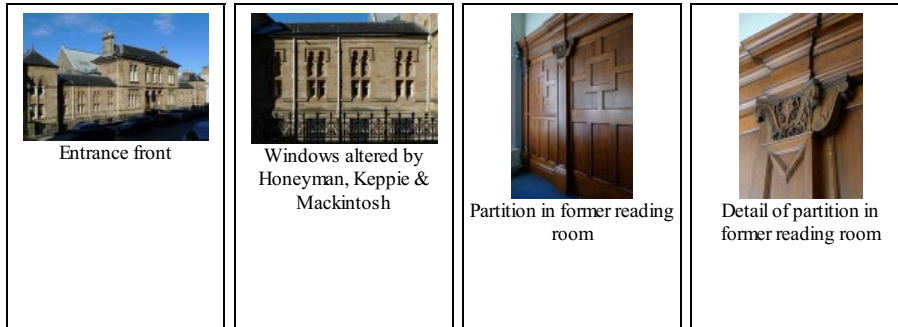 Entrance front
Windows altered by
Honeyman, Keppie &
Mackintosh
Partition in former reading
room
Detail of partition in
former reading room